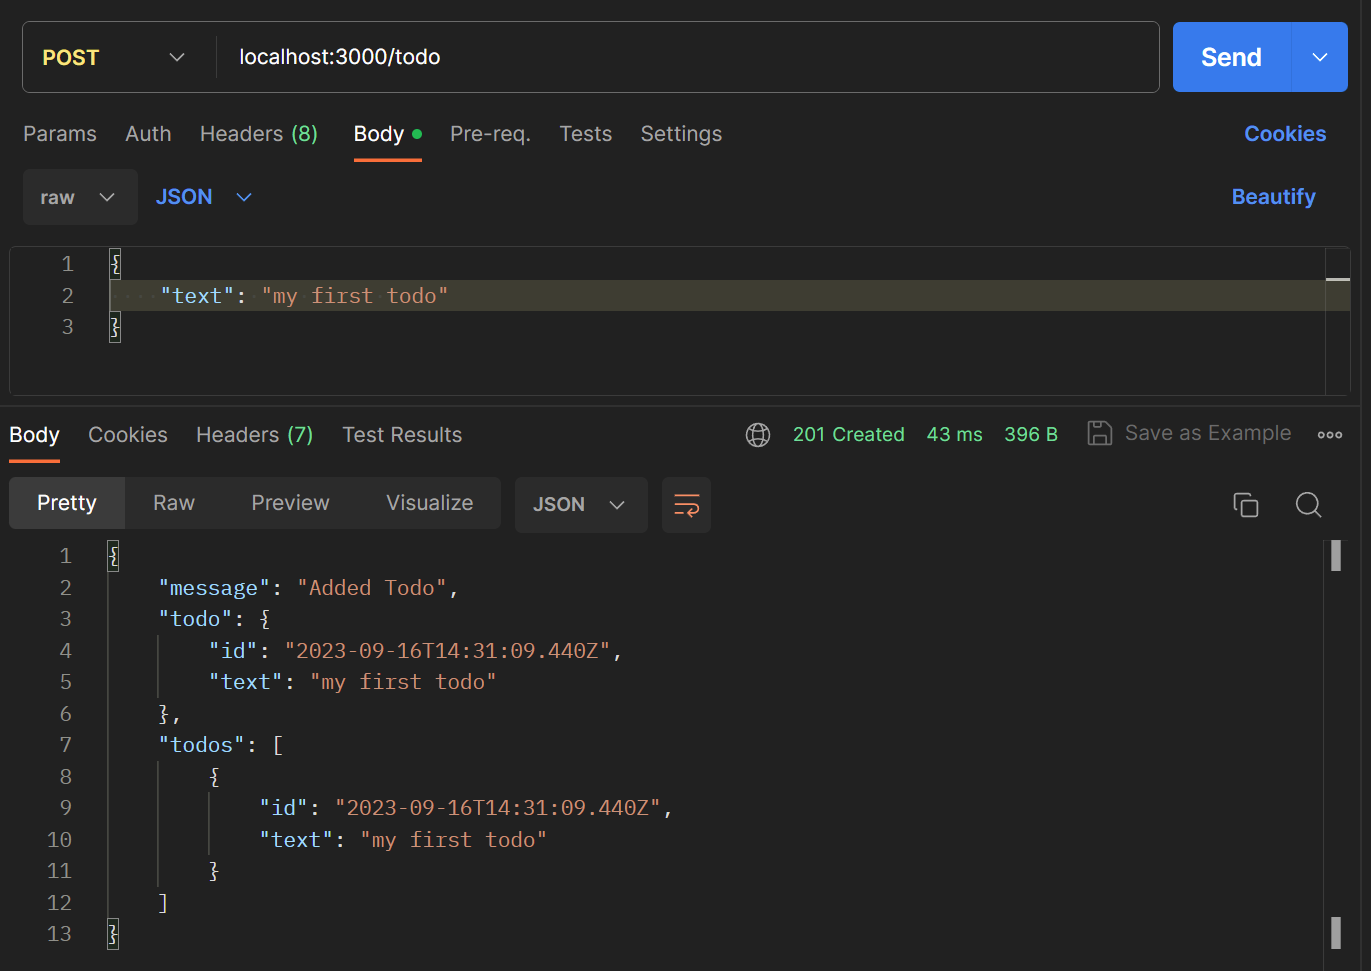 POST localhost:3000/todo Send
Params Auth Headers (8) Body Pre-req. Tests Settings Cookies
raw JSON Beautify
1 {
2 "text": "my first todo"
3 }
Body Cookies Headers (7) Test Results 201 Created 43 ms 396 B Save as Example
Pretty Raw Preview Visualize JSON
1 {
2 "message": "Added Todo",
3 "todo": {
4 "id": "2023-09-16T14:31:09.440Z",
5 "text": "my first todo"
6 },
7 "todos": [
8 {
9 "id": "2023-09-16T14:31:09.440Z",
10 "text": "my first todo"
11 }
12 ]
13 }